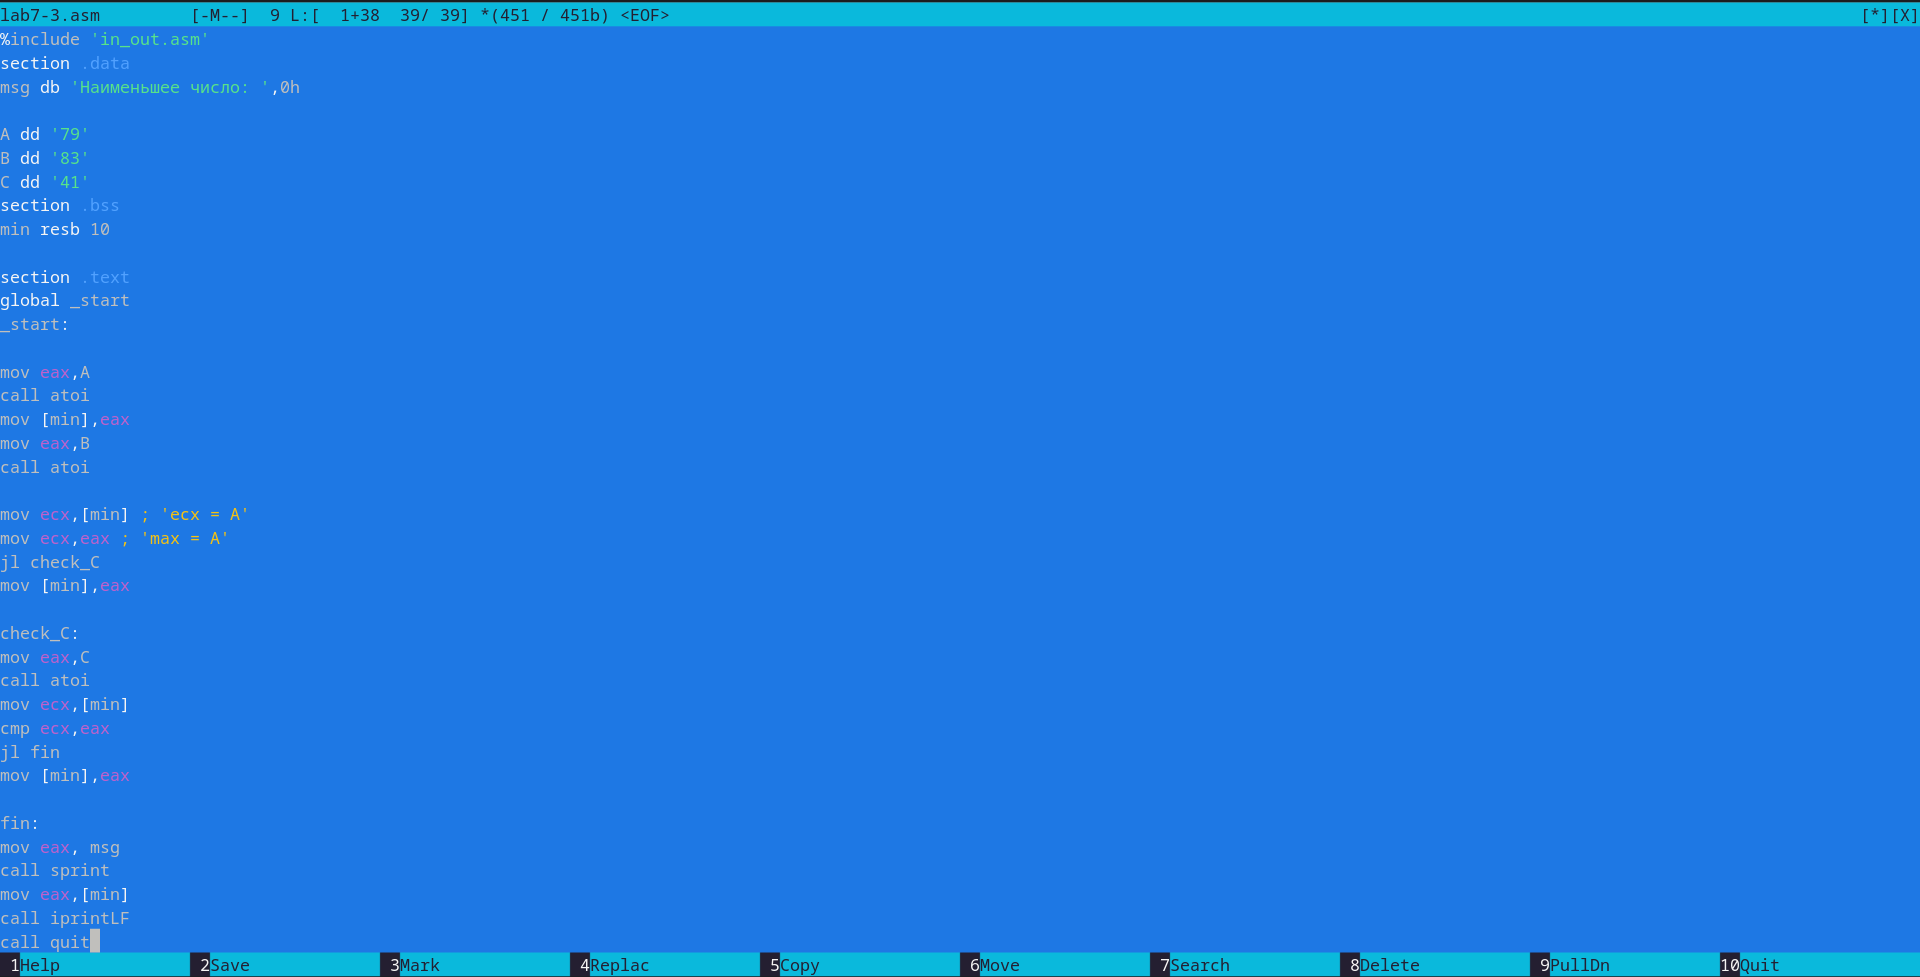 lab7-3.asm [-M--] 9 L:[ 1+38 39/ 39] *(451 / 451b) <EOF> [*][X]
%include 'in_out.asm'
section .data
msg db 'Наименьшее число: ',0h
A dd '79'
B dd '83'
C dd '41'
section .bss
min resb 10
section .text
global _start
_start:
mov eax,A
call atoi
mov [min],eax
mov eax,B
call atoi
mov ecx,[min] ; 'ecx = A'
mov ecx,eax ; 'max = A'
jl check_C
mov [min],eax
check_C:
mov eax,C
call atoi
mov ecx,[min]
cmp ecx,eax
jl fin
mov [min],eax
fin:
mov eax, msg
call sprint
mov eax,[min]
call iprintLF
call quit
1Help 2Save 3Mark 4Replac 5Copy 6Move 7Search 8Delete 9PullDn 10Quit